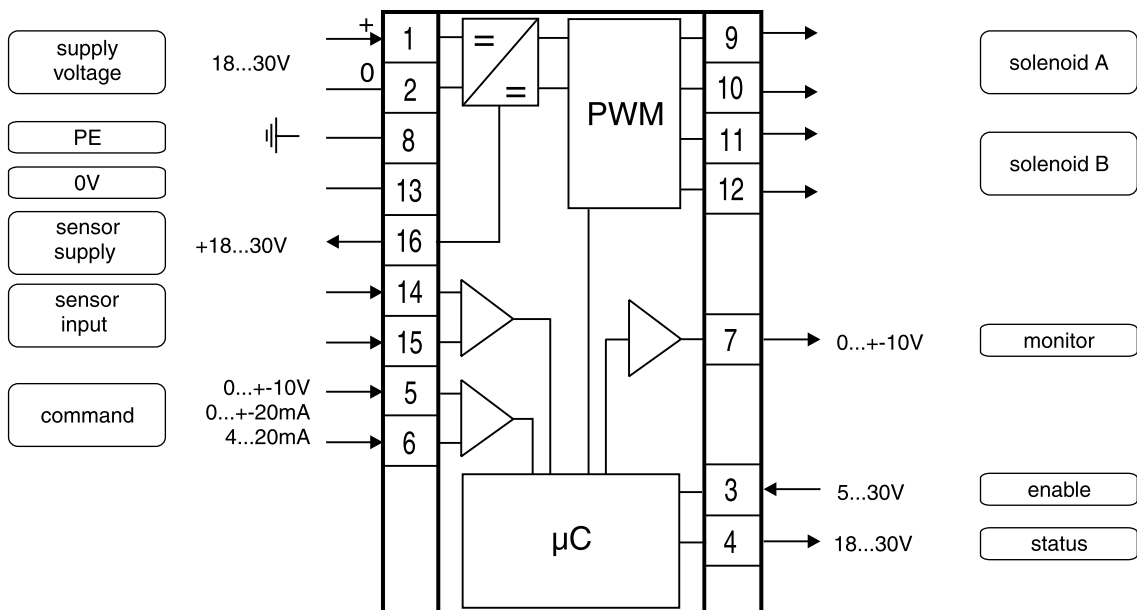 supply
voltage
18...30V
+
0
1
2
=
=
PWM
9
10
11
12
solenoid A
solenoid B
PE
8
0V
13
sensor
supply
+18...30V
16
sensor
input
14
15
7
0...+-10V
monitor
command
0...+-10V
0...+-20mA
4...20mA
5
6
µC
3
5...30V
enable
4
18...30V
status